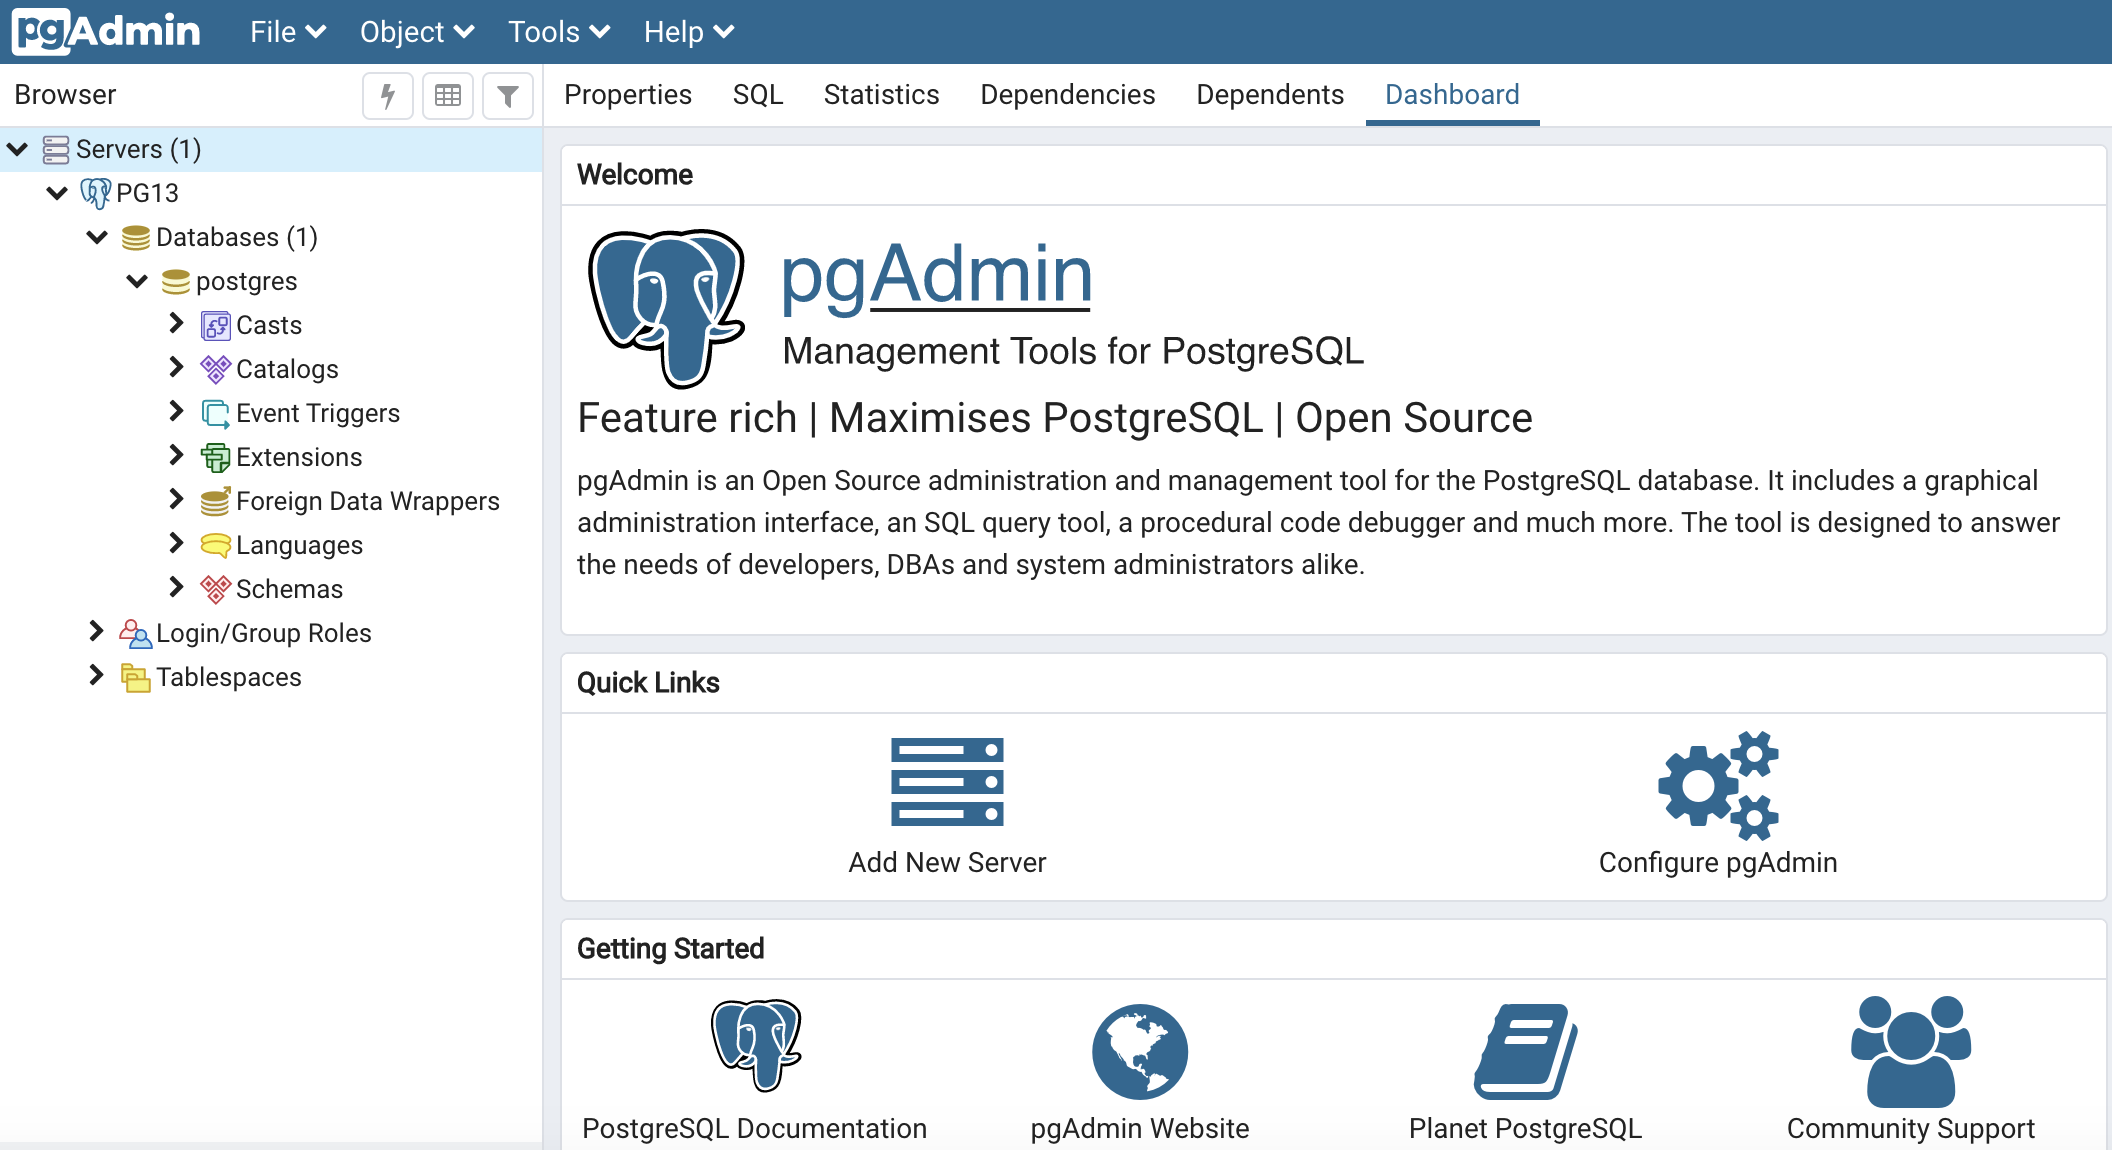 pgAdmin File Object Tools Help
Browser
Properties SQL Statistics Dependencies Dependents Dashboard
Servers (1)
PG13
Databases (1)
postgres
Casts
Catalogs
Event Triggers
Extensions
Foreign Data Wrappers
Languages
Schemas
Login/Group Roles
Tablespaces
Welcome
pgAdmin
Management Tools for PostgreSQL
Feature rich | Maximises PostgreSQL | Open Source
pgAdmin is an Open Source administration and management tool for the PostgreSQL database. It includes a graphical
administration interface, an SQL query tool, a procedural code debugger and much more. The tool is designed to answer
the needs of developers, DBAs and system administrators alike.
Quick Links
Add New Server
Configure pgAdmin
Getting Started
PostgreSQL Documentation
pgAdmin Website
Planet PostgreSQL
Community Support